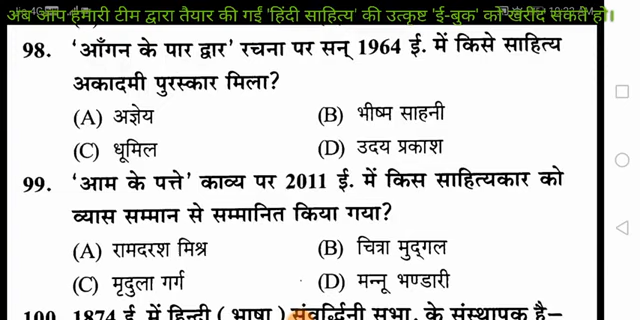 अब आप हमारी टीम द्वारा तैयार की गईं 'हिंदी साहित्य' की उत्कृष्ट 'ई-बुक' को खरीद सकते हो।
98. 'आँगन के पार द्वार' रचना पर सन् 1964 ई. में किसे साहित्य
अकादमी पुरस्कार मिला?
(A) अज्ञेय (B) भीष्म साहनी
(C) धूमिल (D) उदय प्रकाश
99. 'आम के पत्ते' काव्य पर 2011 ई. में किस साहित्यकार को
व्यास सम्मान से सम्मानित किया गया?
(A) रामदरश मिश्र (B) चित्रा मुद्गल
(C) मृदुला गर्ग (D) मन्नू भण्डारी
100. 1874 ई. में हिन्दी ( भाषा ) संवर्द्धिनी सभा, के संस्थापक है–